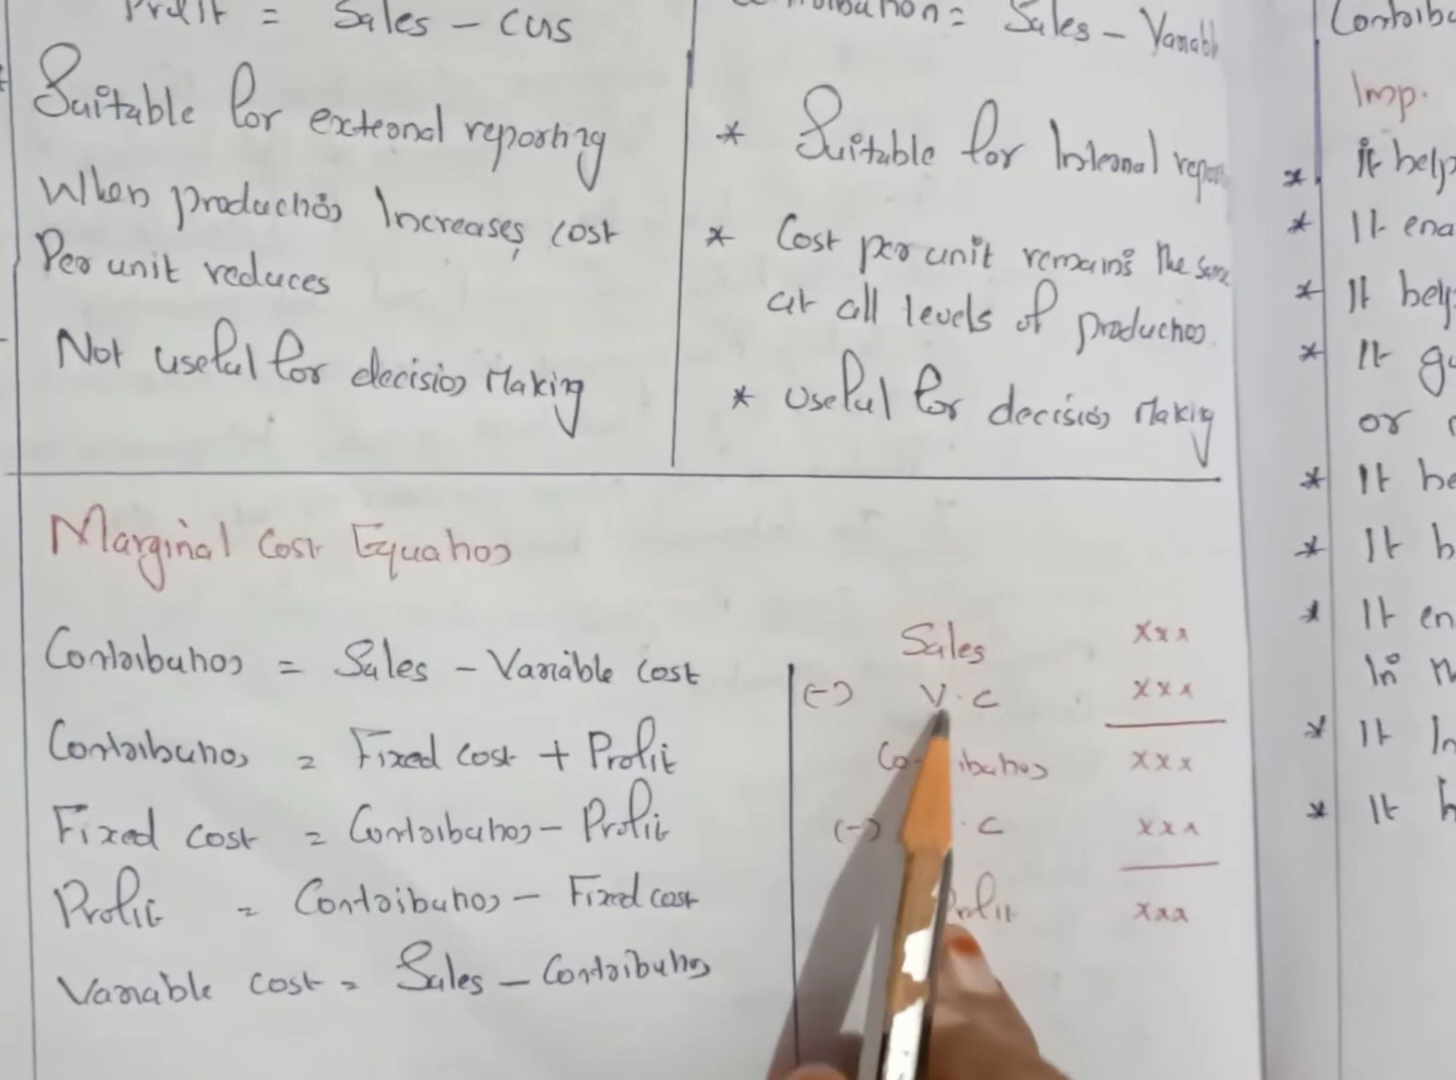 Profit = Sales - CUS
Suitable for external reporting
When production Increases, cost
Per unit reduces
Not useful for decision Making
= Sales - Variable
* Suitable for Internal
* Cost per unit remains the same
at all levels of production.
* Useful for decision Making
Marginal Cost Equation
Contribution = Sales - Variable cost
Contribution = Fixed cost + Profit
Fixed cost = Contribution - Profit
Profit = Contribution - Fixed cost
Variable cost = Sales - Contribution
Sales xxx
(-) V.C xxx
xxx
(-) .C xxx
Profit xxx
Imp.
* it help
* It ena
* It
* It
or
* It
* It
* It en
In
* It In
* It